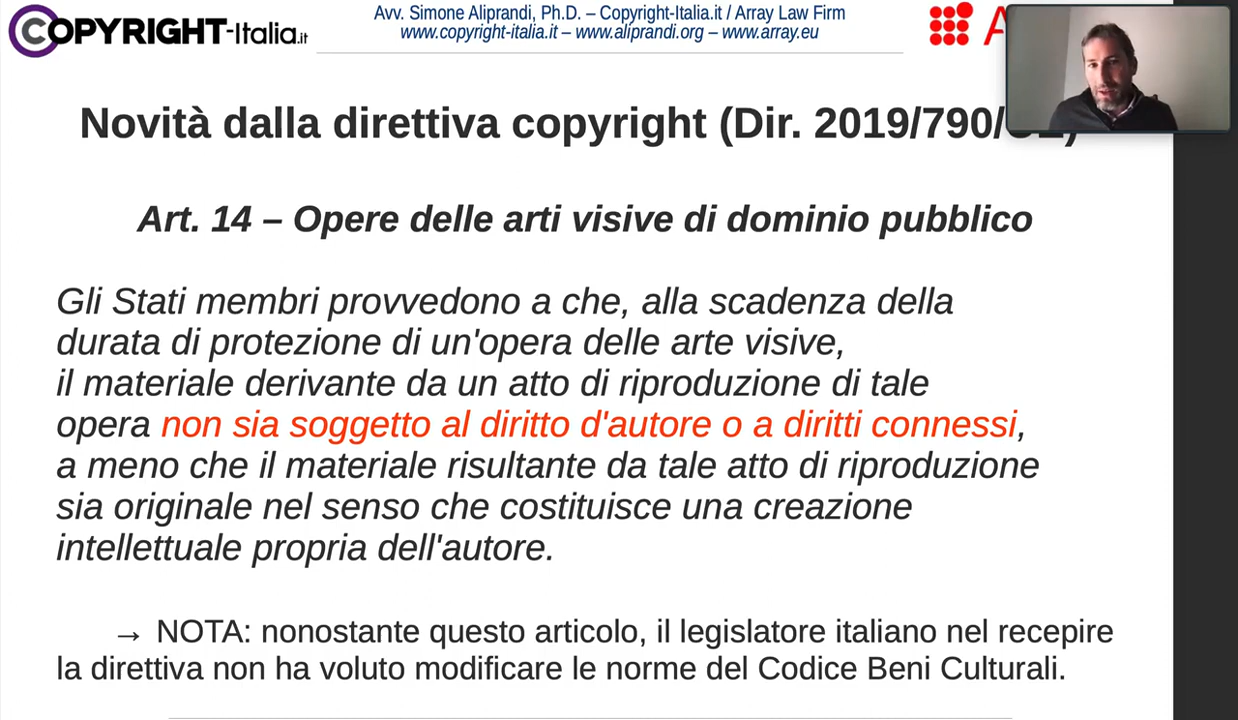 COPYRIGHT-Italia.it
Avv. Simone Aliprandi, Ph.D. – Copyright-Italia.it / Array Law Firm
www.copyright-italia.it – www.aliprandi.org – www.array.eu
A
Novità dalla direttiva copyright (Dir. 2019/790/
Art. 14 – Opere delle arti visive di dominio pubblico
Gli Stati membri provvedono a che, alla scadenza della
durata di protezione di un'opera delle arte visive,
il materiale derivante da un atto di riproduzione di tale
opera non sia soggetto al diritto d'autore o a diritti connessi,
a meno che il materiale risultante da tale atto di riproduzione
sia originale nel senso che costituisce una creazione
intellettuale propria dell'autore.
→ NOTA: nonostante questo articolo, il legislatore italiano nel recepire
la direttiva non ha voluto modificare le norme del Codice Beni Culturali.